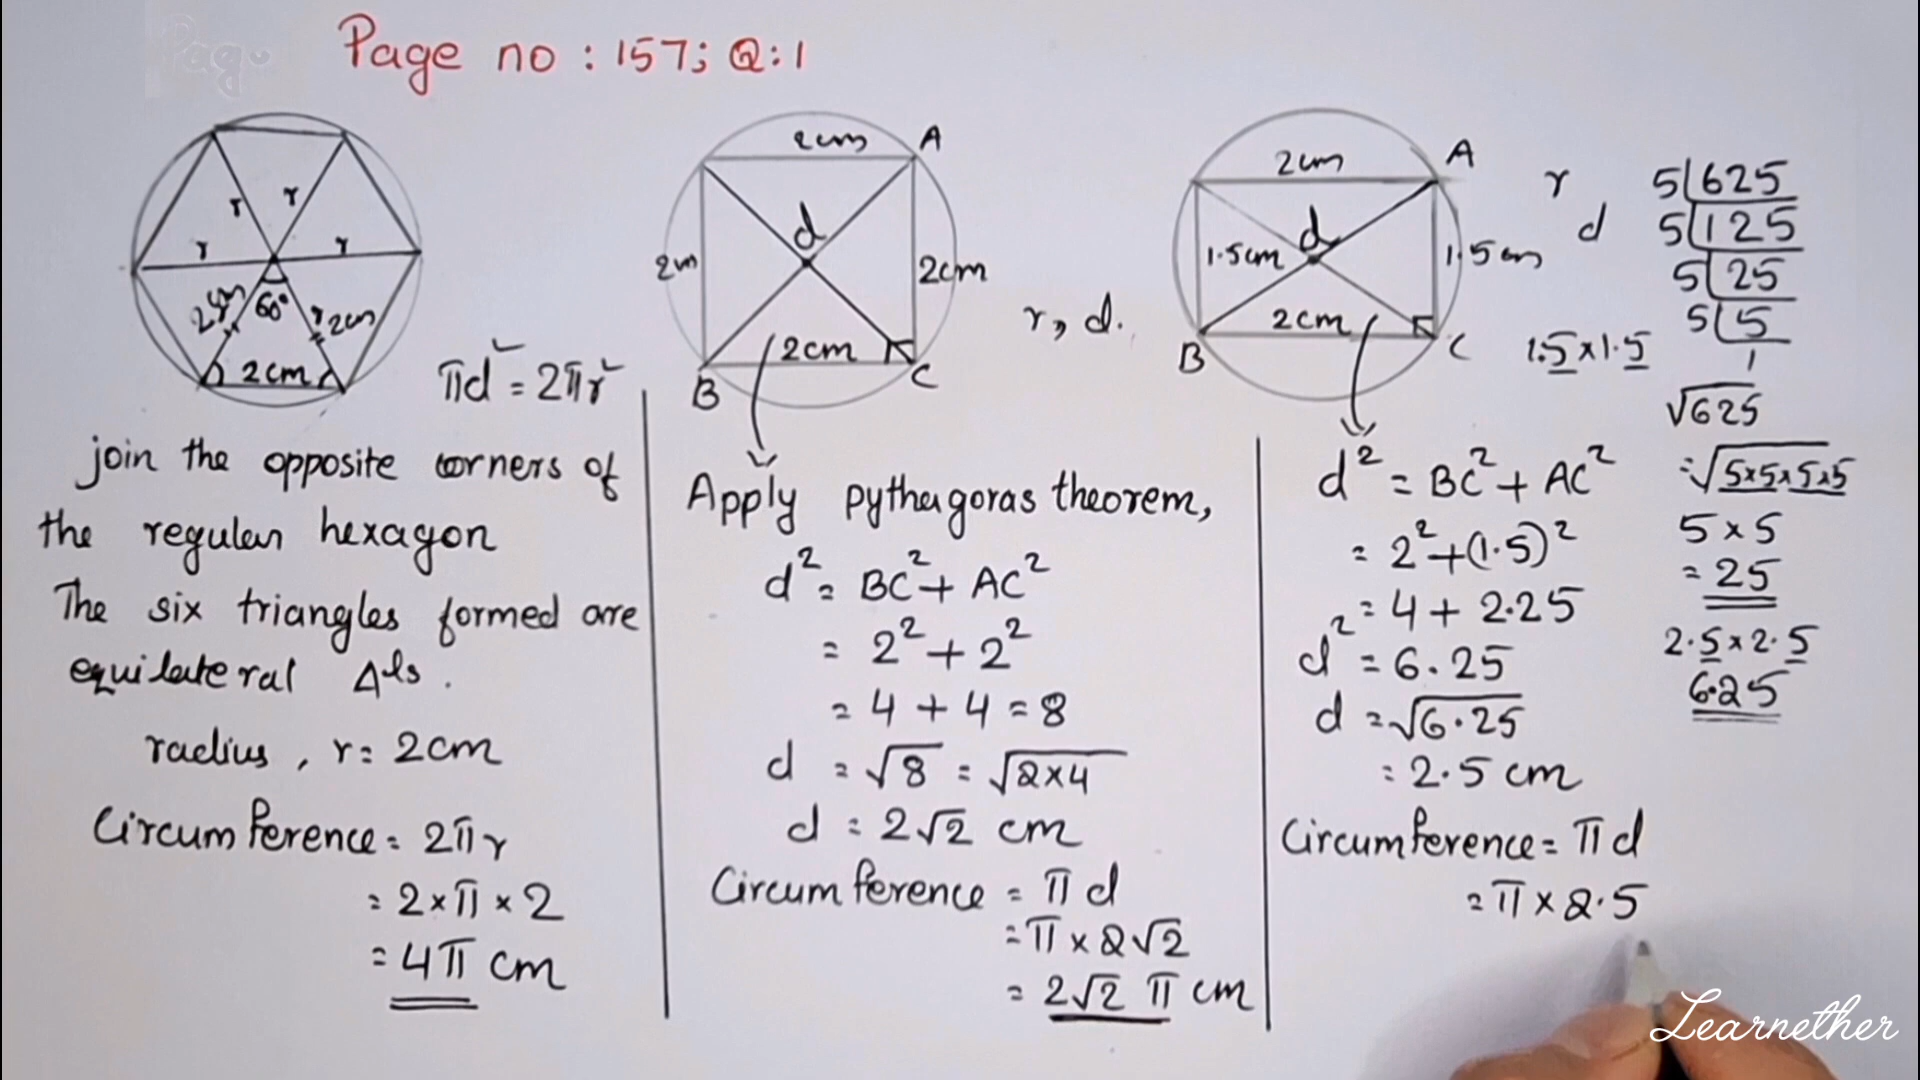 Page no : 157; Q:1
r
r
r
r
2cm
60°
r
2cm
2cm
πd = 2πr
join the opposite corners of
the regular hexagon
The six triangles formed are
equilateral Δls.
radius, r = 2cm
Circumference = 2πr
= 2×π×2
= 4π cm
2cm
A
d
2m
2cm
2cm
B
C
r, d.
Apply pythagoras theorem,
d² = BC² + AC²
= 2² + 2²
= 4 + 4 = 8
d = √8 = √2×4
d = 2√2 cm
Circumference = πd
= π × 2√2
= 2√2 π cm
2cm
A
d
1.5cm
1.5cm
2cm
B
C
r
d
1.5×1.5
d² = BC² + AC²
= 2² + (1.5)²
= 4 + 2.25
d² = 6.25
d = √6.25
= 2.5 cm
Circumference = πd
= π × 2.5
5 625
5 125
5 25
5 5
1
√625
= √5×5×5×5
5 × 5
= 25
2.5 × 2.5
6.25
Learnether